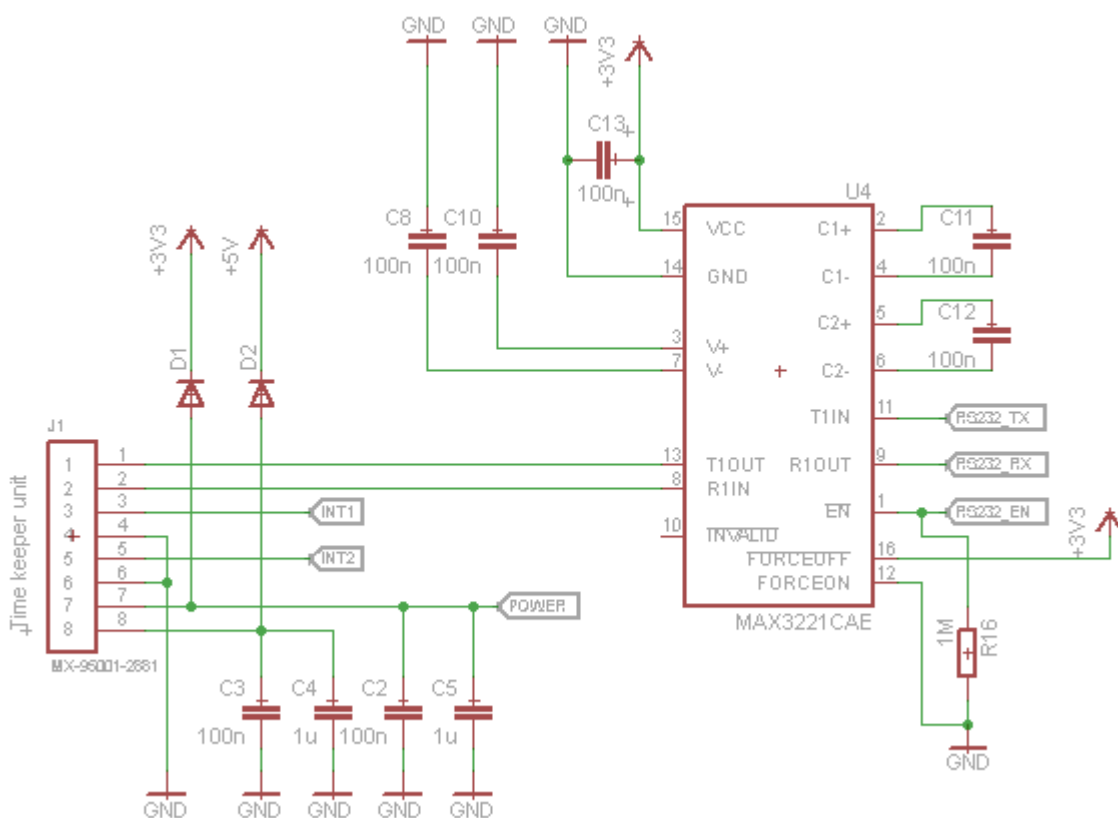 GND
GND
GND
+3V3
C13
100n
U4
C8
C10
100n
100n
15
VCC
C1+
2
C11
14
GND
C1-
4
100n
+3V3
+5V
C2+
5
C12
3
V+
7
V-
C2-
6
100n
D1
D2
T1IN
11
RS232_TX
J1
1
1
13
T1OUT
R1OUT
9
RS232_RX
2
2
8
R1IN
3
3
INT1
EN
1
RS232_EN
+3V3
4
4
10
INVALID
5
5
INT2
FORCEOFF
16
6
6
FORCEON
12
7
7
POWER
8
8
MAX3221CAE
Time keeper unit
MX-95001-2881
1M
R16
C3
C4
C2
C5
100n
1u
100n
1u
GND
GND
GND
GND
GND
GND